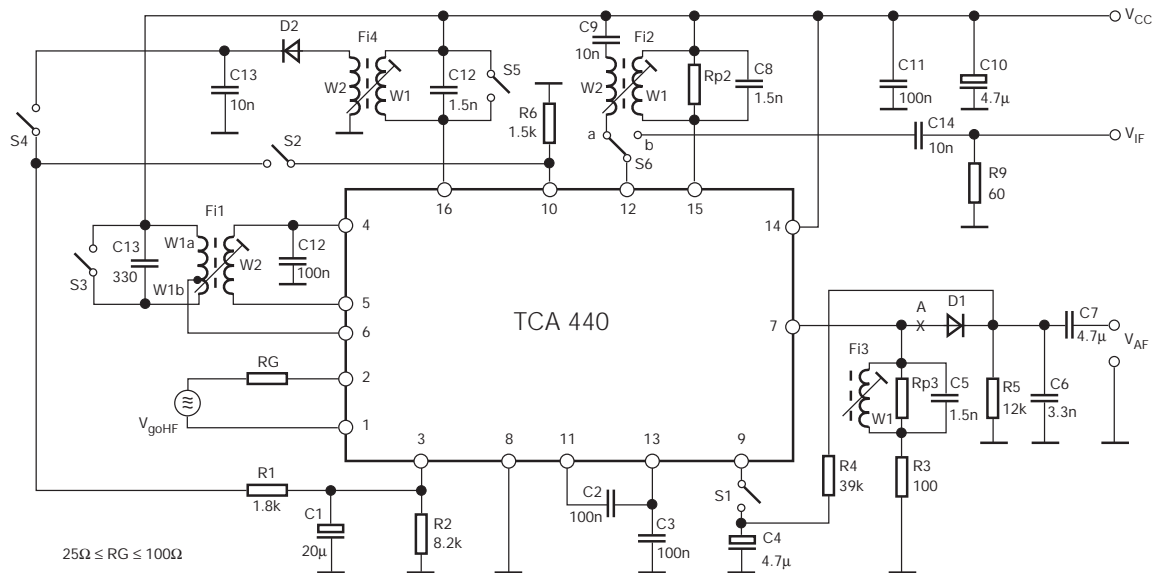 V_CC
D2
Fi4
C9
10n
Fi2
C13
10n
W2
W1
C12
1.5n
S5
W2
W1
Rp2
C8
1.5n
C11
100n
C10
4.7µ
S4
S2
R6
1.5k
a
b
S6
C14
10n
V_IF
R9
60
16
10
12
15
14
4
Fi1
C13
330
W1a
W1b
W2
C12
100n
S3
5
6
TCA 440
7
A
X
D1
C7
4.7µ
V_AF
RG
2
V_goHF
1
Fi3
W1
Rp3
C5
1.5n
R5
12k
C6
3.3n
3
8
11
13
9
R1
1.8k
C1
20µ
R2
8.2k
C2
100n
C3
100n
S1
C4
4.7µ
R4
39k
R3
100
25Ω ≤ RG ≤ 100Ω